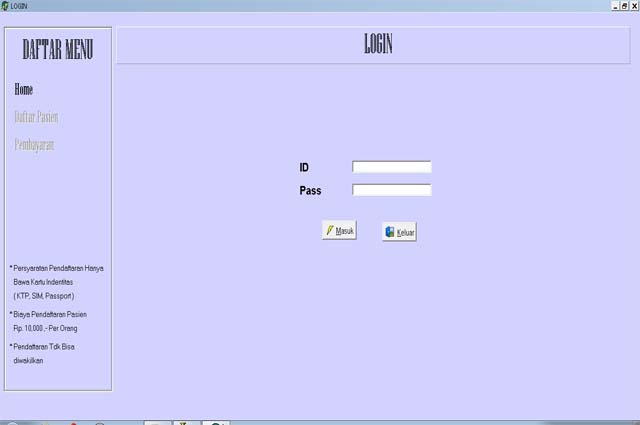 LOGIN
DAFTAR MENU
LOGIN
Home
Daftar Pasien
Pembayaran
ID
Pass
Masuk
Keluar
* Persyaratan Pendaftaran Hanya
Bawa Kartu Indentitas
( KTP, SIM, Passport )
* Biaya Pendaftaran Pasien
Rp. 10,000 ,- Per Orang
* Pendaftaran Tdk Bisa
diwakilkan